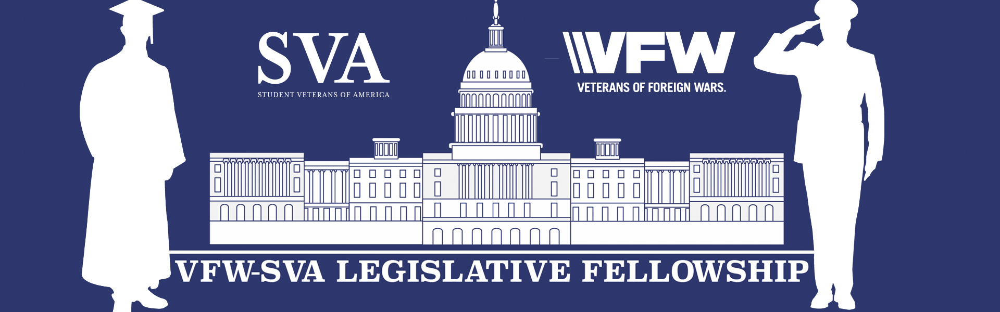 SVA
STUDENT VETERANS OF AMERICA
VFW
VETERANS OF FOREIGN WARS.
VFW-SVA LEGISLATIVE FELLOWSHIP